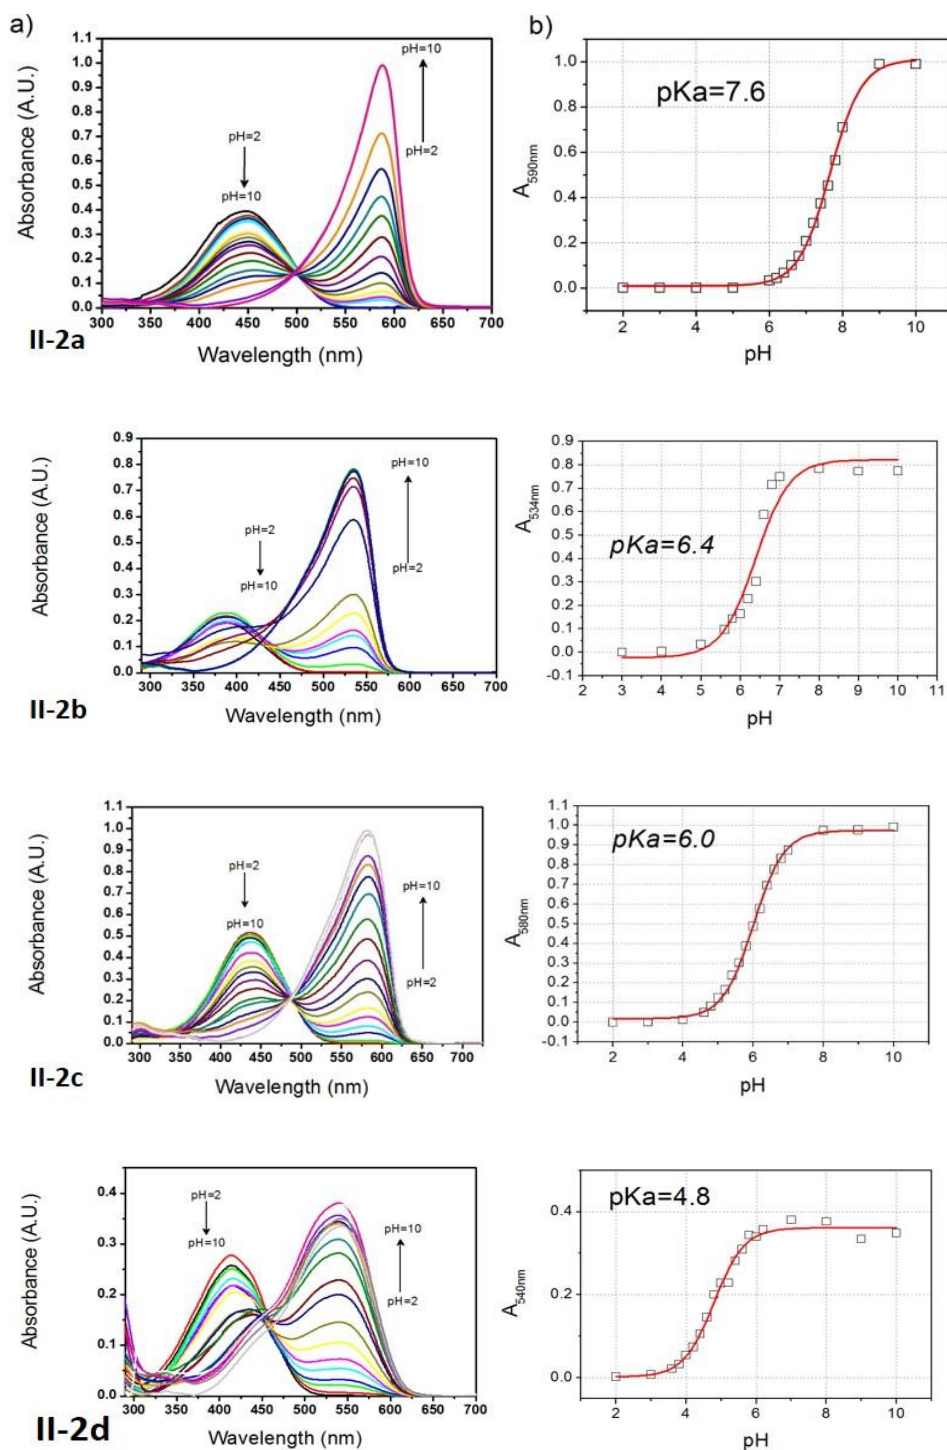 a)
b)
Absorbance (A.U.)
1.1
1.0
0.9
0.8
0.7
0.6
0.5
0.4
0.3
0.2
0.1
0.0
pH=2
pH=10
pH=10
pH=2
300 350 400 450 500 550 600 650 700
Wavelength (nm)
II-2a
A590nm
1.0
0.8
0.6
0.4
0.2
0.0
pKa=7.6
2 4 6 8 10
pH
Absorbance (A.U.)
0.9
0.8
0.7
0.6
0.5
0.4
0.3
0.2
0.1
0.0
pH=2
pH=10
pH=10
pH=2
300 350 400 450 500 550 600 650 700
Wavelength (nm)
II-2b
A534nm
0.9
0.8
0.7
0.6
0.5
0.4
0.3
0.2
0.1
0.0
-0.1
pKa=6.4
2 3 4 5 6 7 8 9 10 11
pH
Absorbance (A.U.)
1.1
1.0
0.9
0.8
0.7
0.6
0.5
0.4
0.3
0.2
0.1
0.0
pH=2
pH=10
pH=10
pH=2
300 350 400 450 500 550 600 650 700
Wavelength (nm)
II-2c
A580nm
1.1
1.0
0.9
0.8
0.7
0.6
0.5
0.4
0.3
0.2
0.1
0.0
-0.1
pKa=6.0
2 4 6 8 10
pH
Absorbance (A.U.)
0.4
0.3
0.2
0.1
0.0
pH=2
pH=10
pH=10
pH=2
300 350 400 450 500 550 600 650 700
Wavelength (nm)
II-2d
A540nm
0.4
0.2
0.0
pKa=4.8
2 4 6 8 10
pH